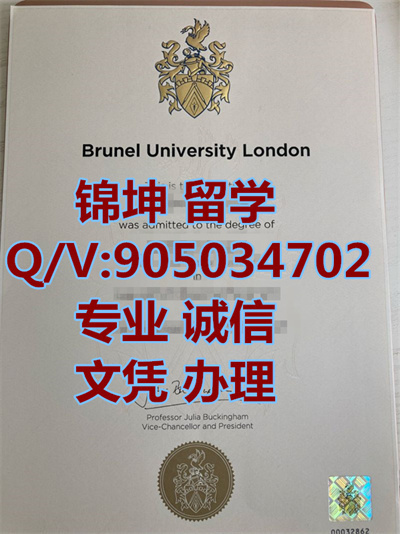 Brunel University London
锦坤 留学
was admitted to the degree of
Q/V:905034702
in
专业 诚信
文凭 办理
Professor Julia Buckingham
Vice-Chancellor and President
00032862